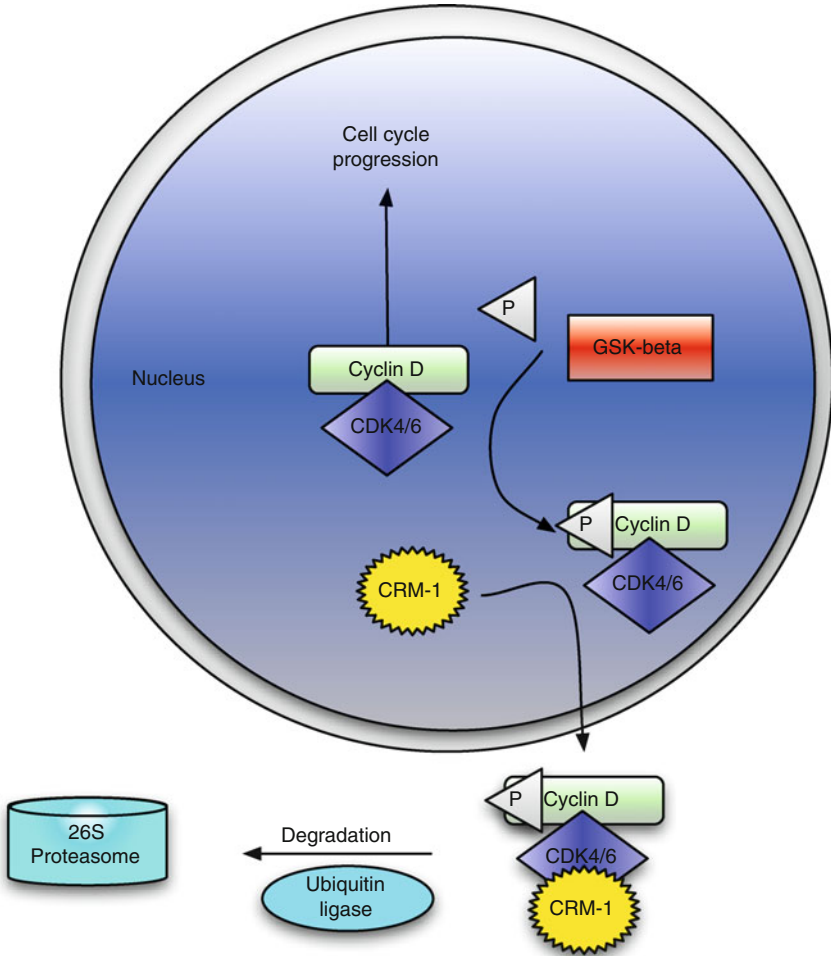 Cell cycle
progression
P
GSK-beta
Cyclin D
Nucleus
CDK4/6
P
Cyclin D
CDK4/6
CRM-1
P
Cyclin D
26S
Proteasome
Degradation
CDK4/6
Ubiquitin
ligase
CRM-1